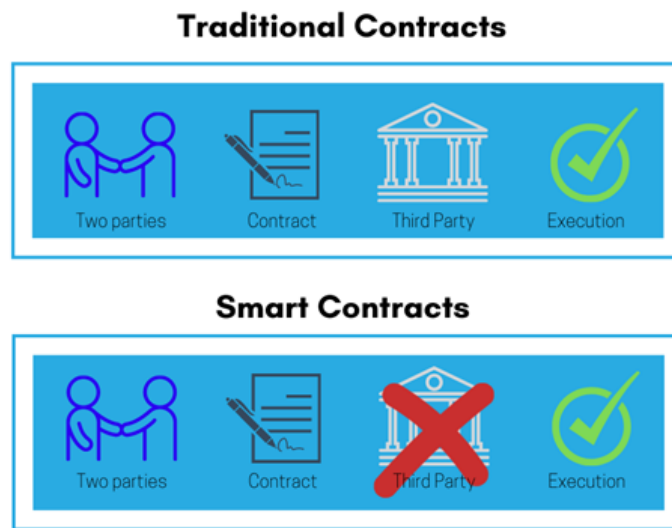 Traditional Contracts
Two parties Contract Third Party Execution
Smart Contracts
Two parties Contract Third Party Execution